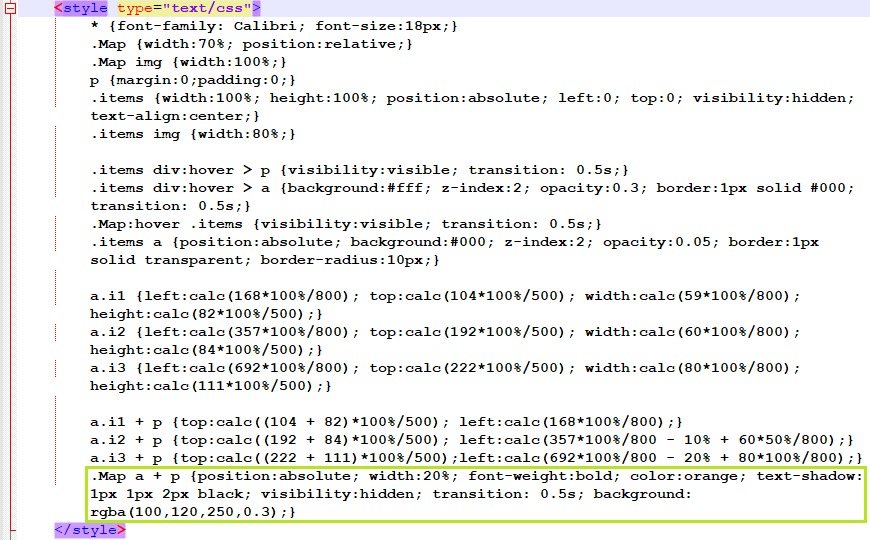 <style type="text/css">
* {font-family: Calibri; font-size:18px;}
.Map {width:70%; position:relative;}
.Map img {width:100%;}
p {margin:0;padding:0;}
.items {width:100%; height:100%; position:absolute; left:0; top:0; visibility:hidden;
text-align:center;}
.items img {width:80%;}
.items div:hover > p {visibility:visible; transition: 0.5s;}
.items div:hover > a {background:#fff; z-index:2; opacity:0.3; border:1px solid #000;
transition: 0.5s;}
.Map:hover .items {visibility:visible; transition: 0.5s;}
.items a {position:absolute; background:#000; z-index:2; opacity:0.05; border:1px
solid transparent; border-radius:10px;}
a.i1 {left:calc(168*100%/800); top:calc(104*100%/500); width:calc(59*100%/800);
height:calc(82*100%/500);}
a.i2 {left:calc(357*100%/800); top:calc(192*100%/500); width:calc(60*100%/800);
height:calc(84*100%/500);}
a.i3 {left:calc(692*100%/800); top:calc(222*100%/500); width:calc(80*100%/800);
height:calc(111*100%/500);}
a.i1 + p {top:calc((104 + 82)*100%/500); left:calc(168*100%/800);}
a.i2 + p {top:calc((192 + 84)*100%/500); left:calc(357*100%/800 - 10% + 60*50%/800);}
a.i3 + p {top:calc((222 + 111)*100%/500);left:calc(692*100%/800 - 20% + 80*100%/800);}
.Map a + p {position:absolute; width:20%; font-weight:bold; color:orange; text-shadow:
1px 1px 2px black; visibility:hidden; transition: 0.5s; background:
rgba(100,120,250,0.3);}
</style>